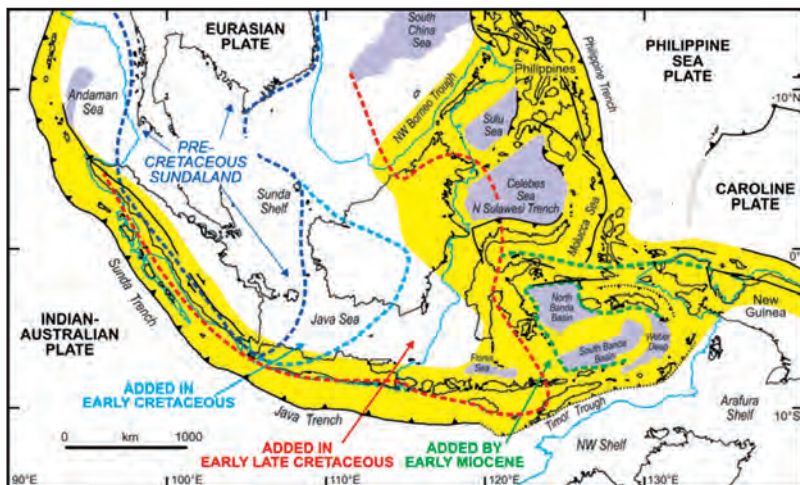 EURASIAN
PLATE
South
China
Sea
Philippine Trench
PHILIPPINE
SEA
PLATE
Andaman
Sea
NW Borneo Trough
Philippines
10°N
Sulu
Sea
PRE-
CRETACEOUS
SUNDALAND
Sunda
Shelf
Celbes
Sea
N Sulawesi Trench
Molucca Sea
CAROLINE
PLATE
0°
Sunda Trench
INDIAN-
AUSTRALIAN
PLATE
Java Sea
North
Banda
Basin
New
Guinea
South Banda
Basin
Weber
Deep
Flores
Sea
ADDED IN
EARLY CRETACEOUS
Java Trench
Timor Trough
Arafura
Shelf
10°S
0 km 1000
ADDED IN
EARLY LATE CRETACEOUS
ADDED BY
EARLY MIOCENE
NW Shelf
90°E
100°E
110°E
120°E
130°E